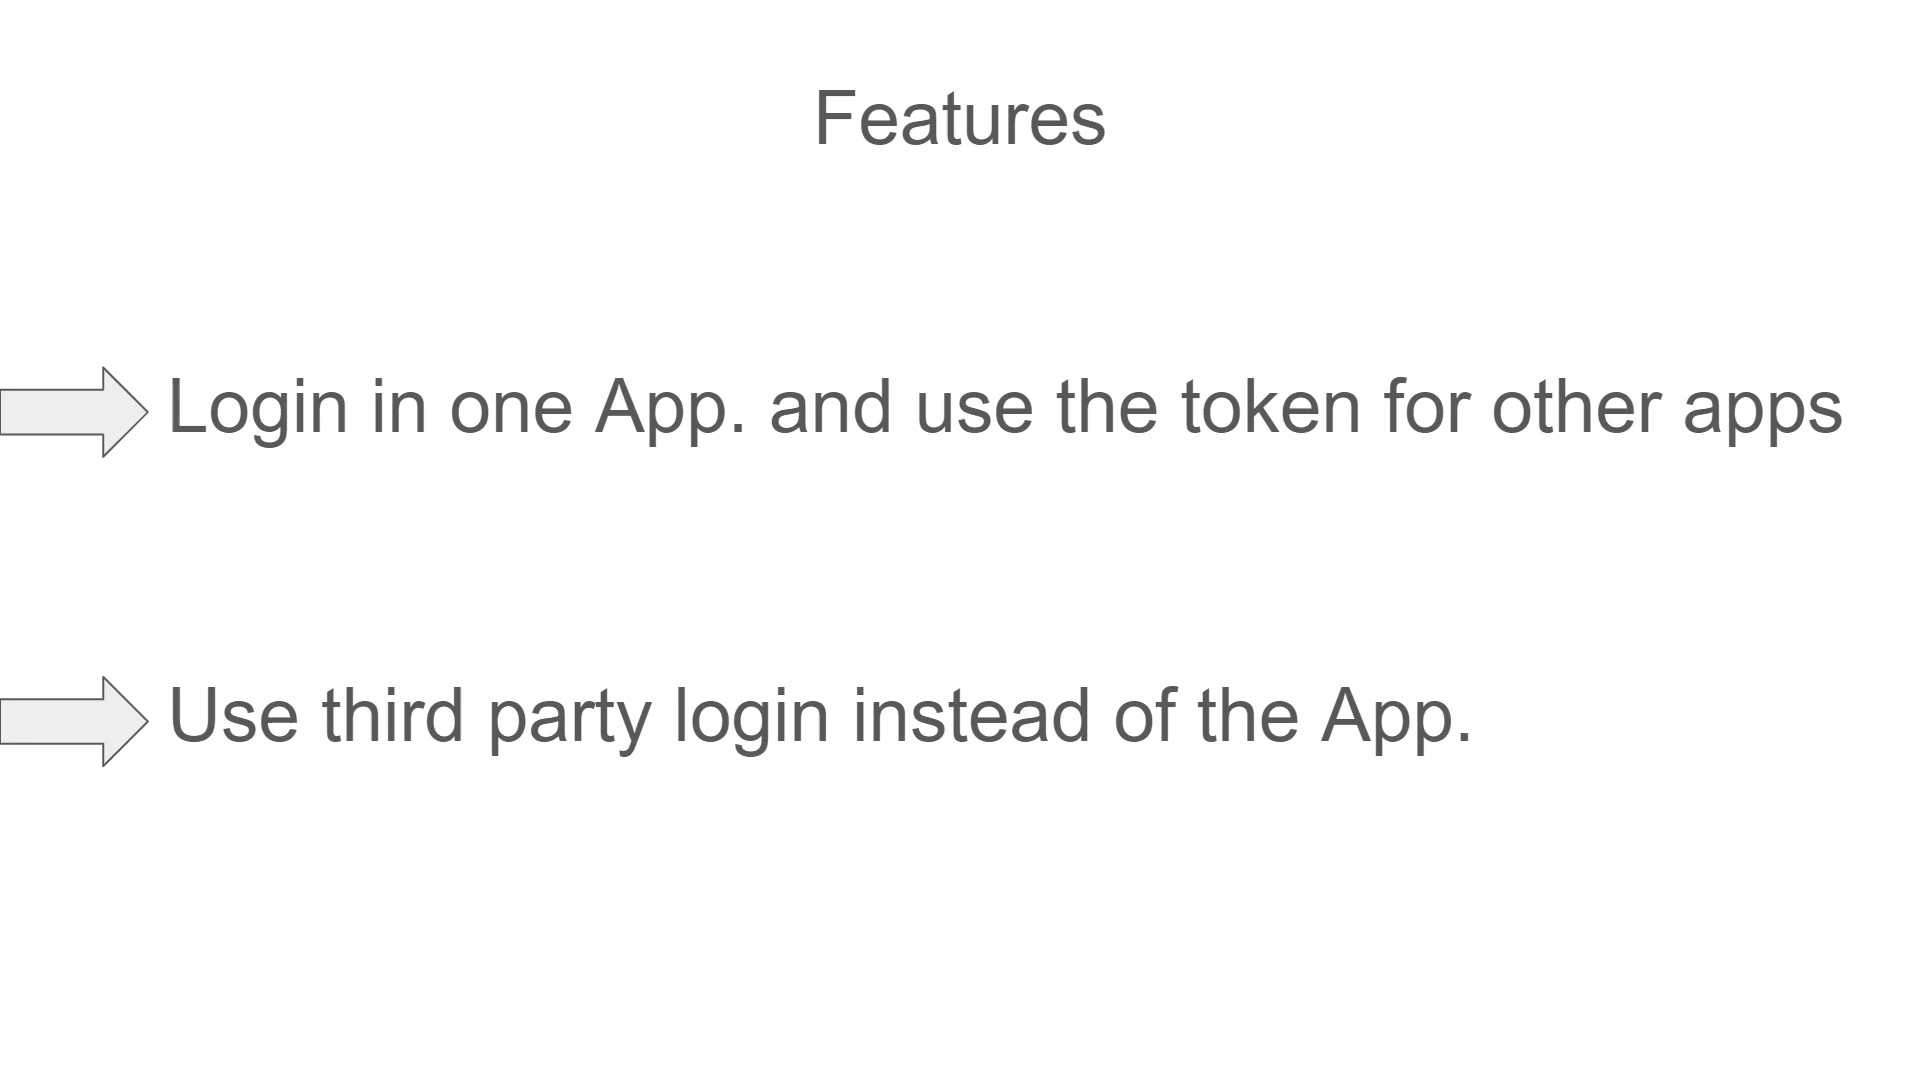 Features
Login in one App. and use the token for other apps
Use third party login instead of the App.